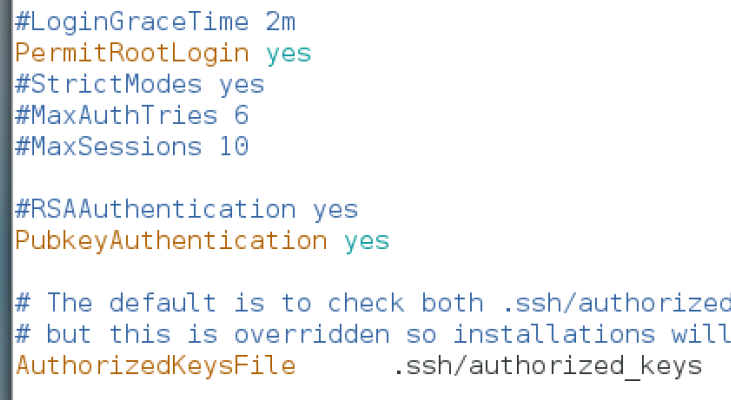 #LoginGraceTime 2m
PermitRootLogin yes
#StrictModes yes
#MaxAuthTries 6
#MaxSessions 10
#RSAAuthentication yes
PubkeyAuthentication yes
# The default is to check both .ssh/authorized
# but this is overridden so installations will
AuthorizedKeysFile      .ssh/authorized_keys